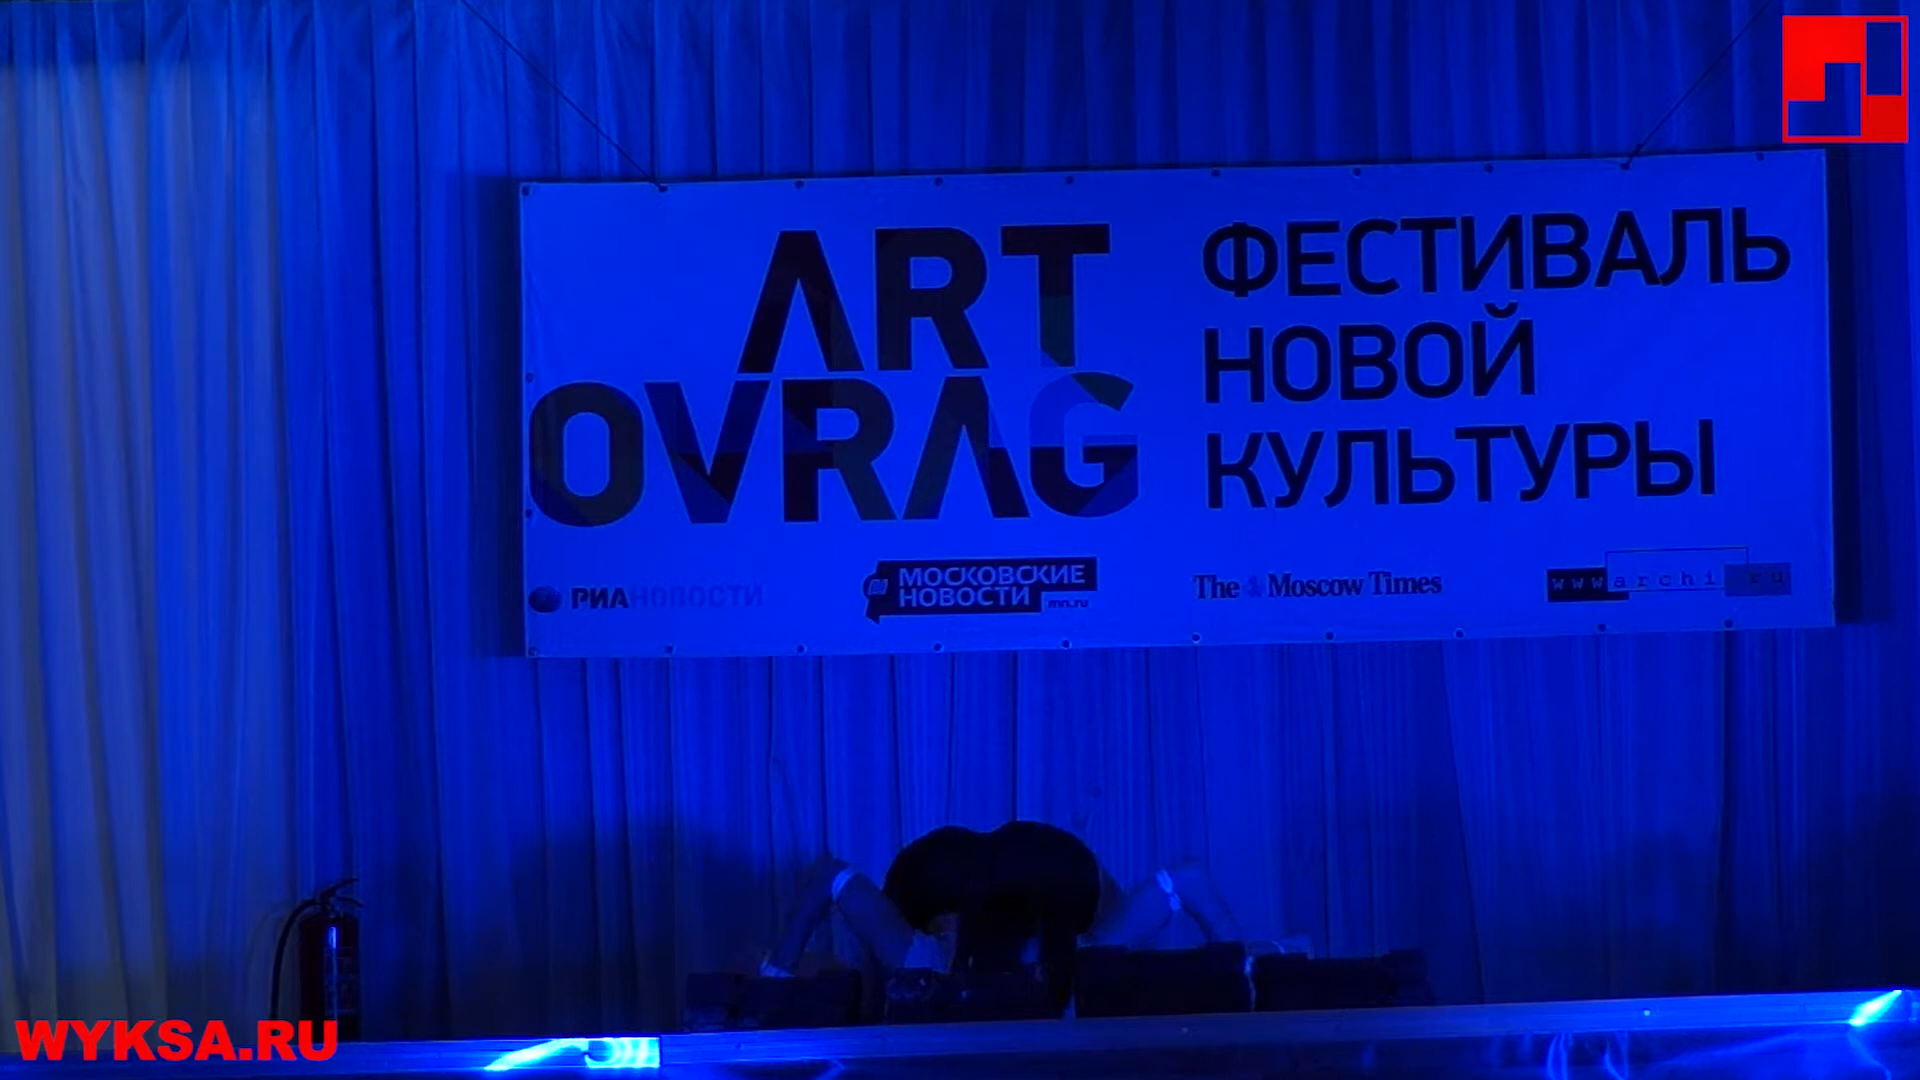 ART
OVRAG
ФЕСТИВАЛЬ
НОВОЙ
КУЛЬТУРЫ
РИАНОВОСТИ
МОСКОВСКИЕ
НОВОСТИ
mn.ru
The Moscow Times
www archi ru
WYKSA.RU